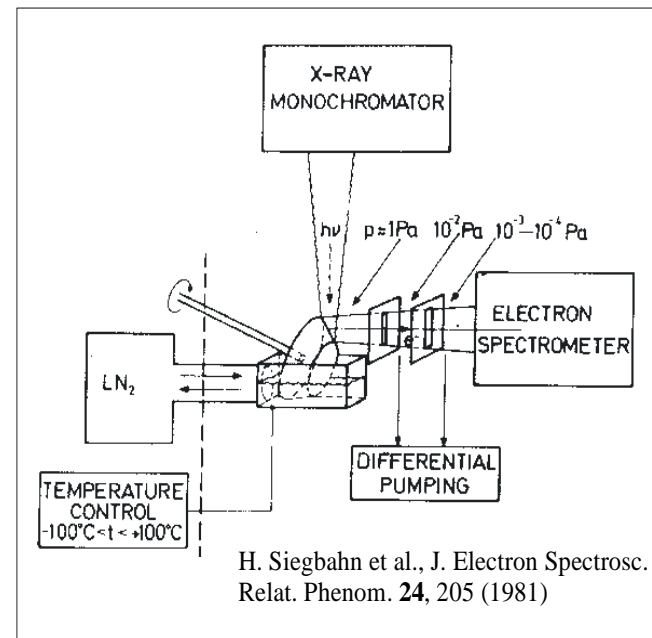 X-RAY
MONOCHROMATOR
hν
p≈1Pa
10⁻²Pa
10⁻³–10⁻⁴Pa
ELECTRON
SPECTROMETER
e
LN₂
TEMPERATURE
CONTROL
-100°C<t<+100°C
DIFFERENTIAL
PUMPING
H. Siegbahn et al., J. Electron Spectrosc.
Relat. Phenom. 24, 205 (1981)